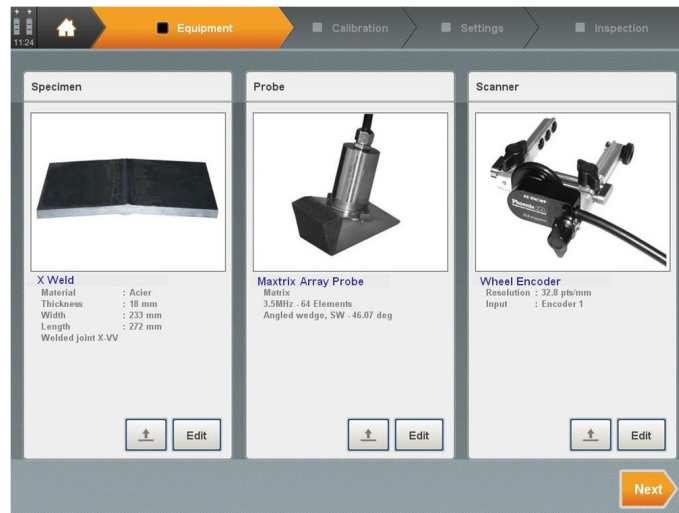 11:24
Equipment
Calibration
Settings
Inspection
Specimen
Probe
Scanner
X Weld
Material : Acier
Thickness : 18 mm
Width : 233 mm
Length : 272 mm
Welded joint X-VV
Maxtrix Array Probe
Matrix
3.5MHz - 64 Elements
Angled wedge, SW - 46.07 deg
Phoenix
Wheel Encoder
Resolution : 32.8 pts/mm
Input : Encoder 1
Edit
Edit
Edit
Next